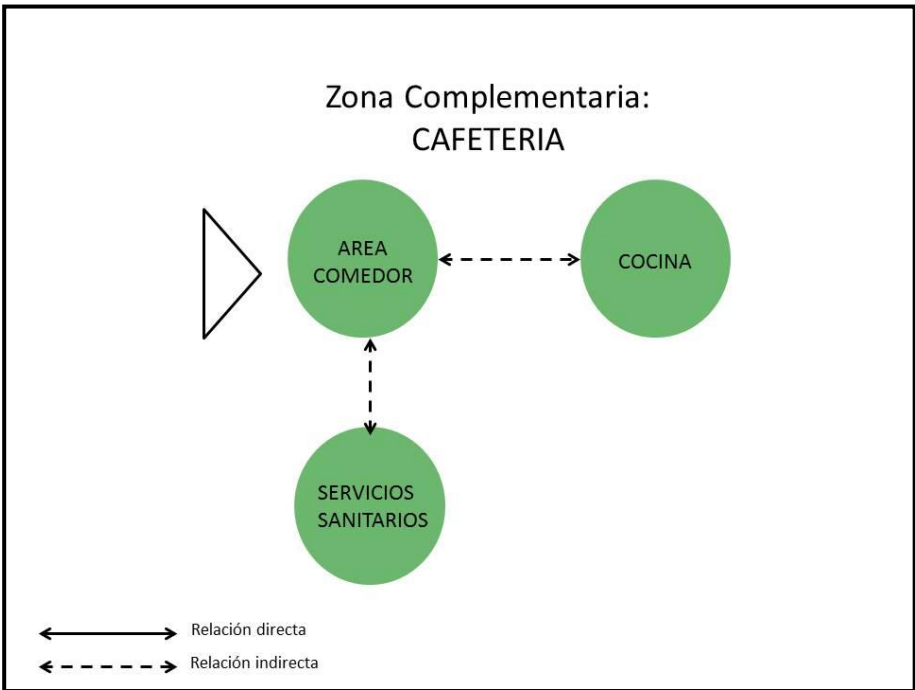 Zona Complementaria:
CAFETERIA
AREA
COMEDOR
COCINA
SERVICIOS
SANITARIOS
Relación directa
Relación indirecta